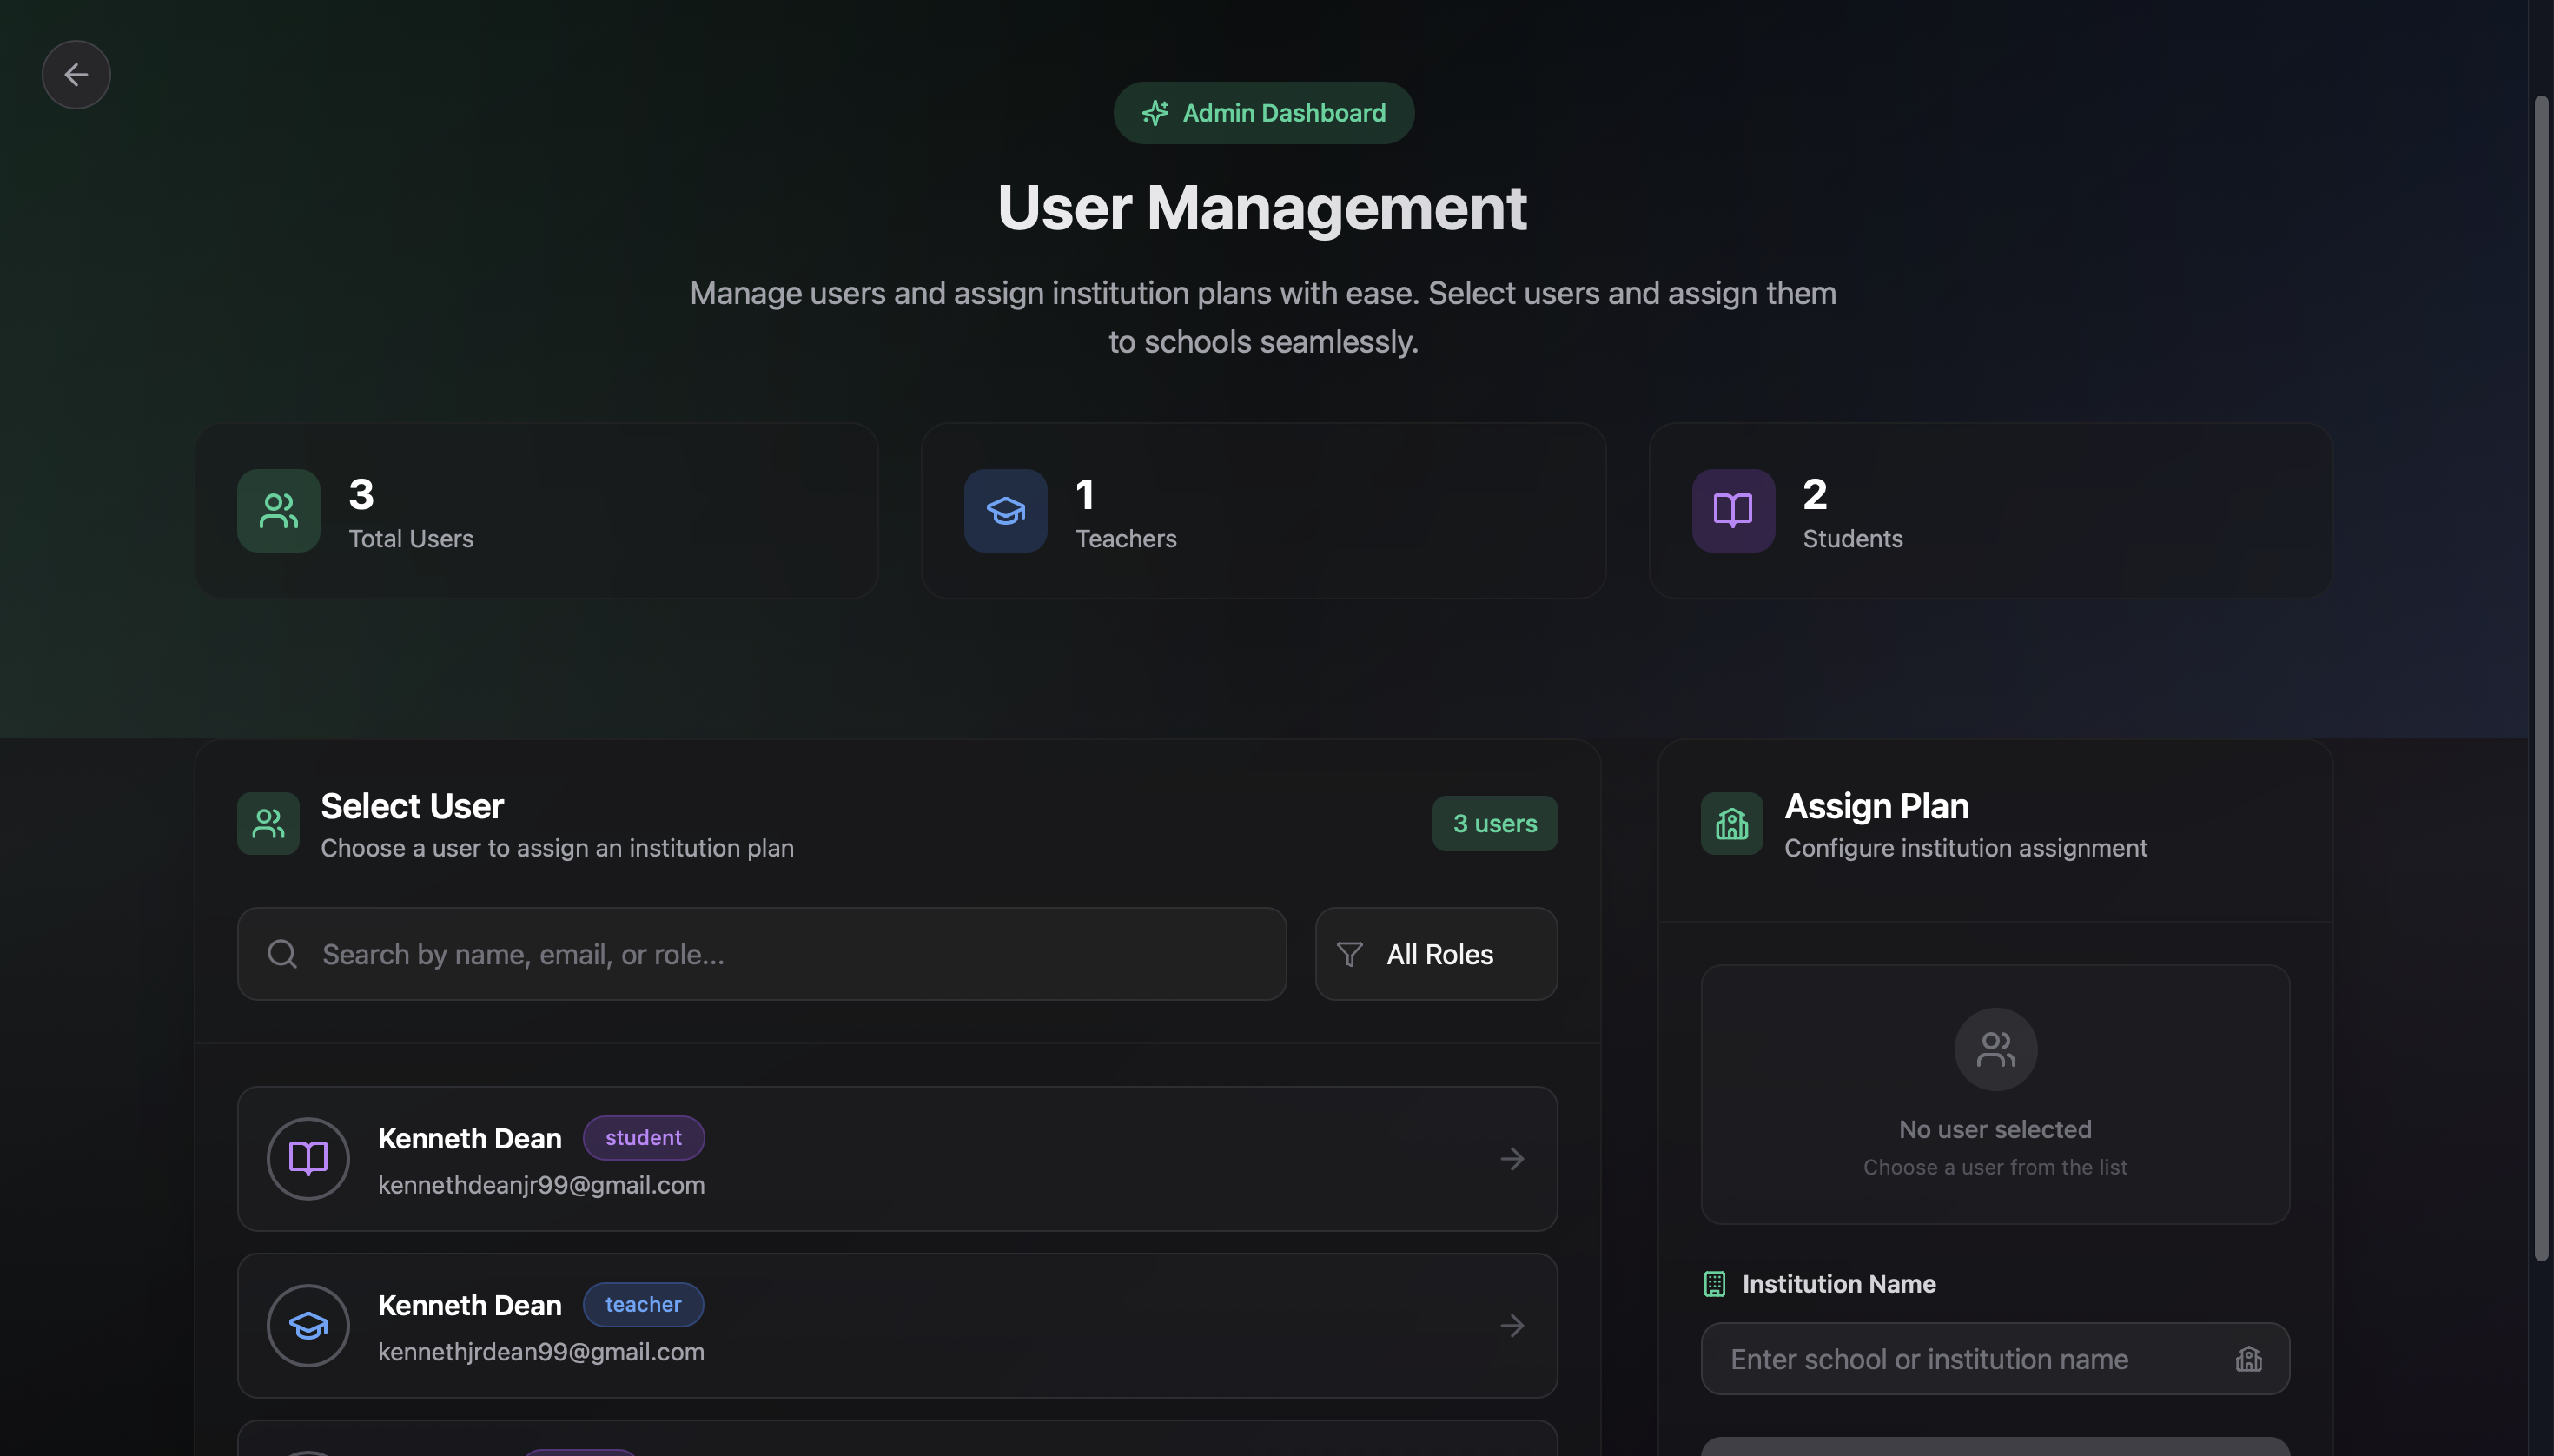 Admin Dashboard
User Management
Manage users and assign institution plans with ease. Select users and assign them
to schools seamlessly.
3
Total Users
1
Teachers
2
Students
Select User
Choose a user to assign an institution plan
3 users
Search by name, email, or role...
All Roles
Kenneth Dean
student
kennethdeanjr99@gmail.com
Kenneth Dean
teacher
kennethjrdean99@gmail.com
Assign Plan
Configure institution assignment
No user selected
Choose a user from the list
Institution Name
Enter school or institution name